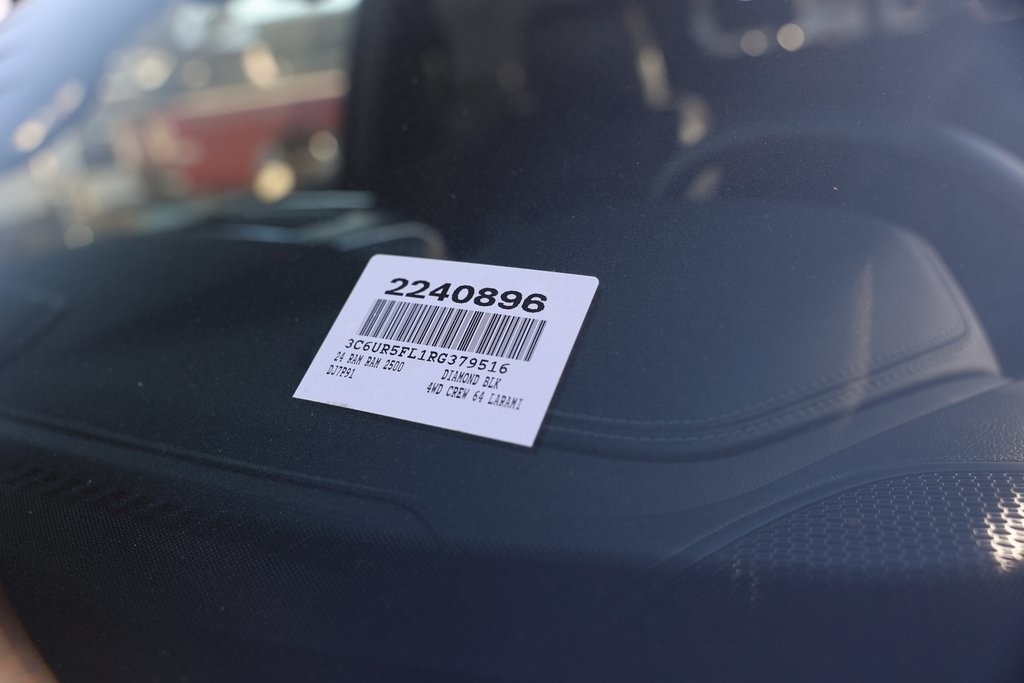 2240896
3C6UR5FL1RG379516
24 RAM RAM 2500 DIAMOND BLK
DJ7P91 4WD CREW 64 LARAMI